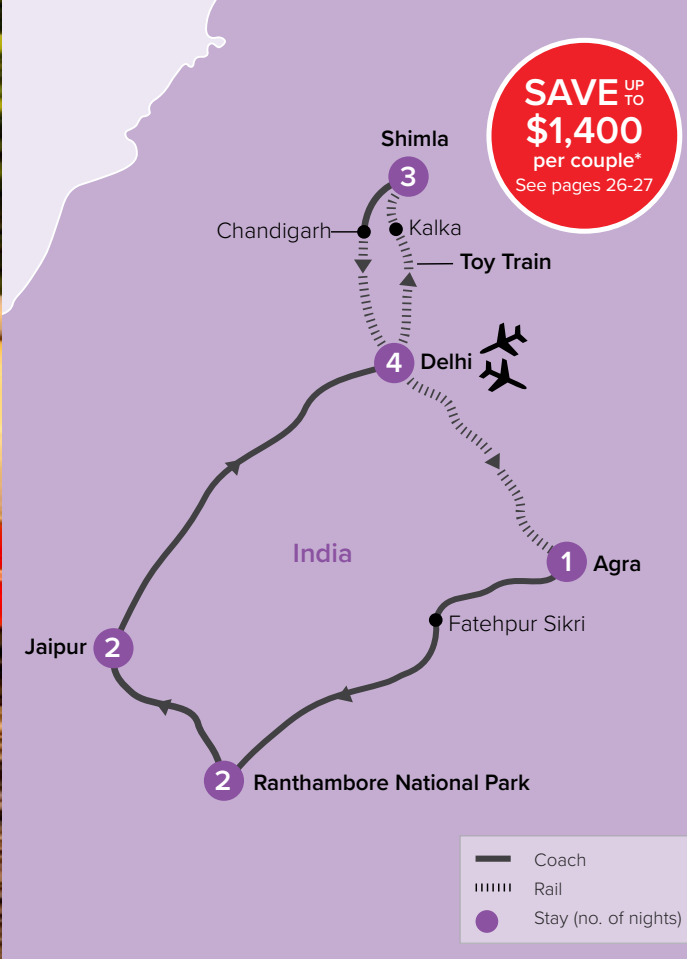 SAVE UP TO
$1,400
per couple*
See pages 26-27
Shimla
3
Chandigarh
Kalka
Toy Train
4 Delhi
India
1 Agra
Fatehpur Sikri
Jaipur 2
2 Ranthambore National Park
Coach
Rail
Stay (no. of nights)